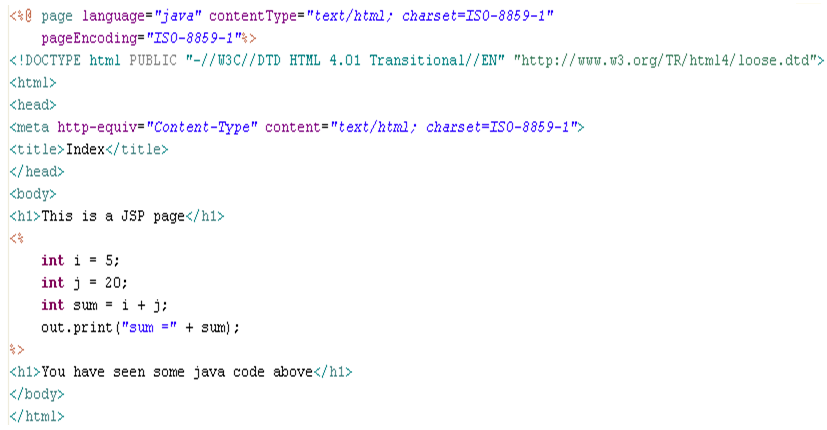 <%@ page language="java" contentType="text/html; charset=ISO-8859-1"
    pageEncoding="ISO-8859-1"%>
<!DOCTYPE html PUBLIC "-//W3C//DTD HTML 4.01 Transitional//EN" "http://www.w3.org/TR/html4/loose.dtd">
<html>
<head>
<meta http-equiv="Content-Type" content="text/html; charset=ISO-8859-1">
<title>Index</title>
</head>
<body>
<h1>This is a JSP page</h1>
<%
    int i = 5;
    int j = 20;
    int sum = i + j;
    out.print("sum =" + sum);
%>
<h1>You have seen some java code above</h1>
</body>
</html>